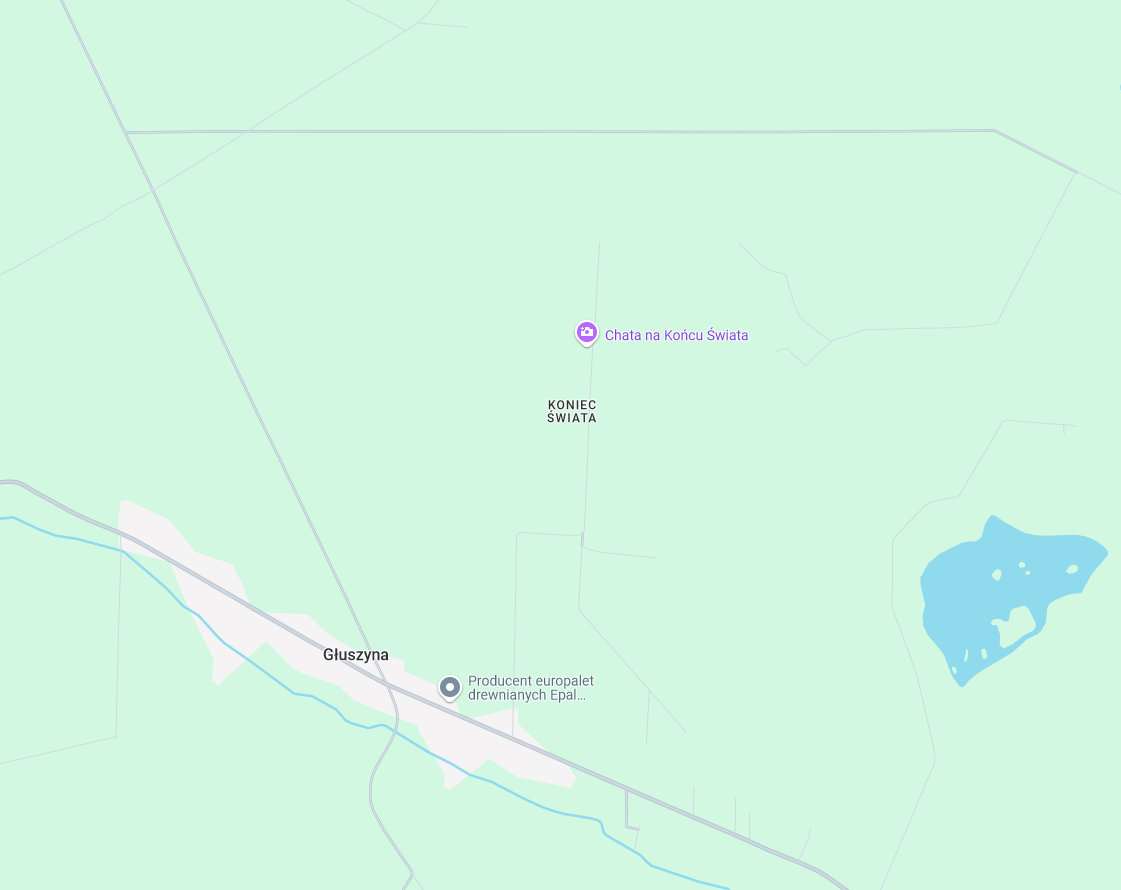 Chata na Końcu Świata
KONIEC
ŚWIATA
Głuszyna
Producent europalet
drewnianych Epal...